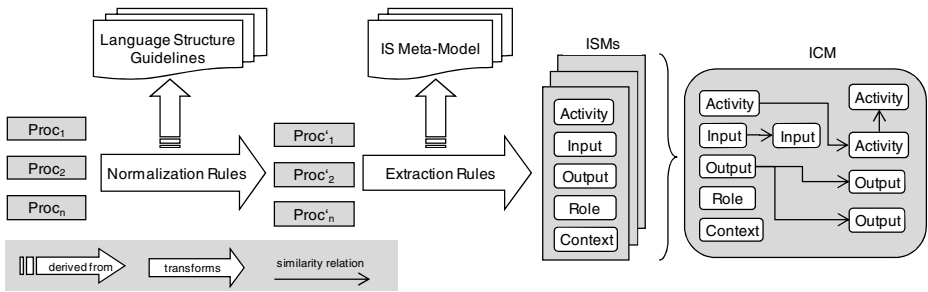 Language Structure
Guidelines
IS Meta-Model
ISMs
ICM
Proc1
Proc2
Procn
Normalization Rules
Proc‘1
Proc‘2
Proc‘n
Extraction Rules
Activity
Input
Output
Role
Context
Activity
Input
Output
Role
Context
Input
Activity
Activity
Output
Output
derived from
transforms
similarity relation